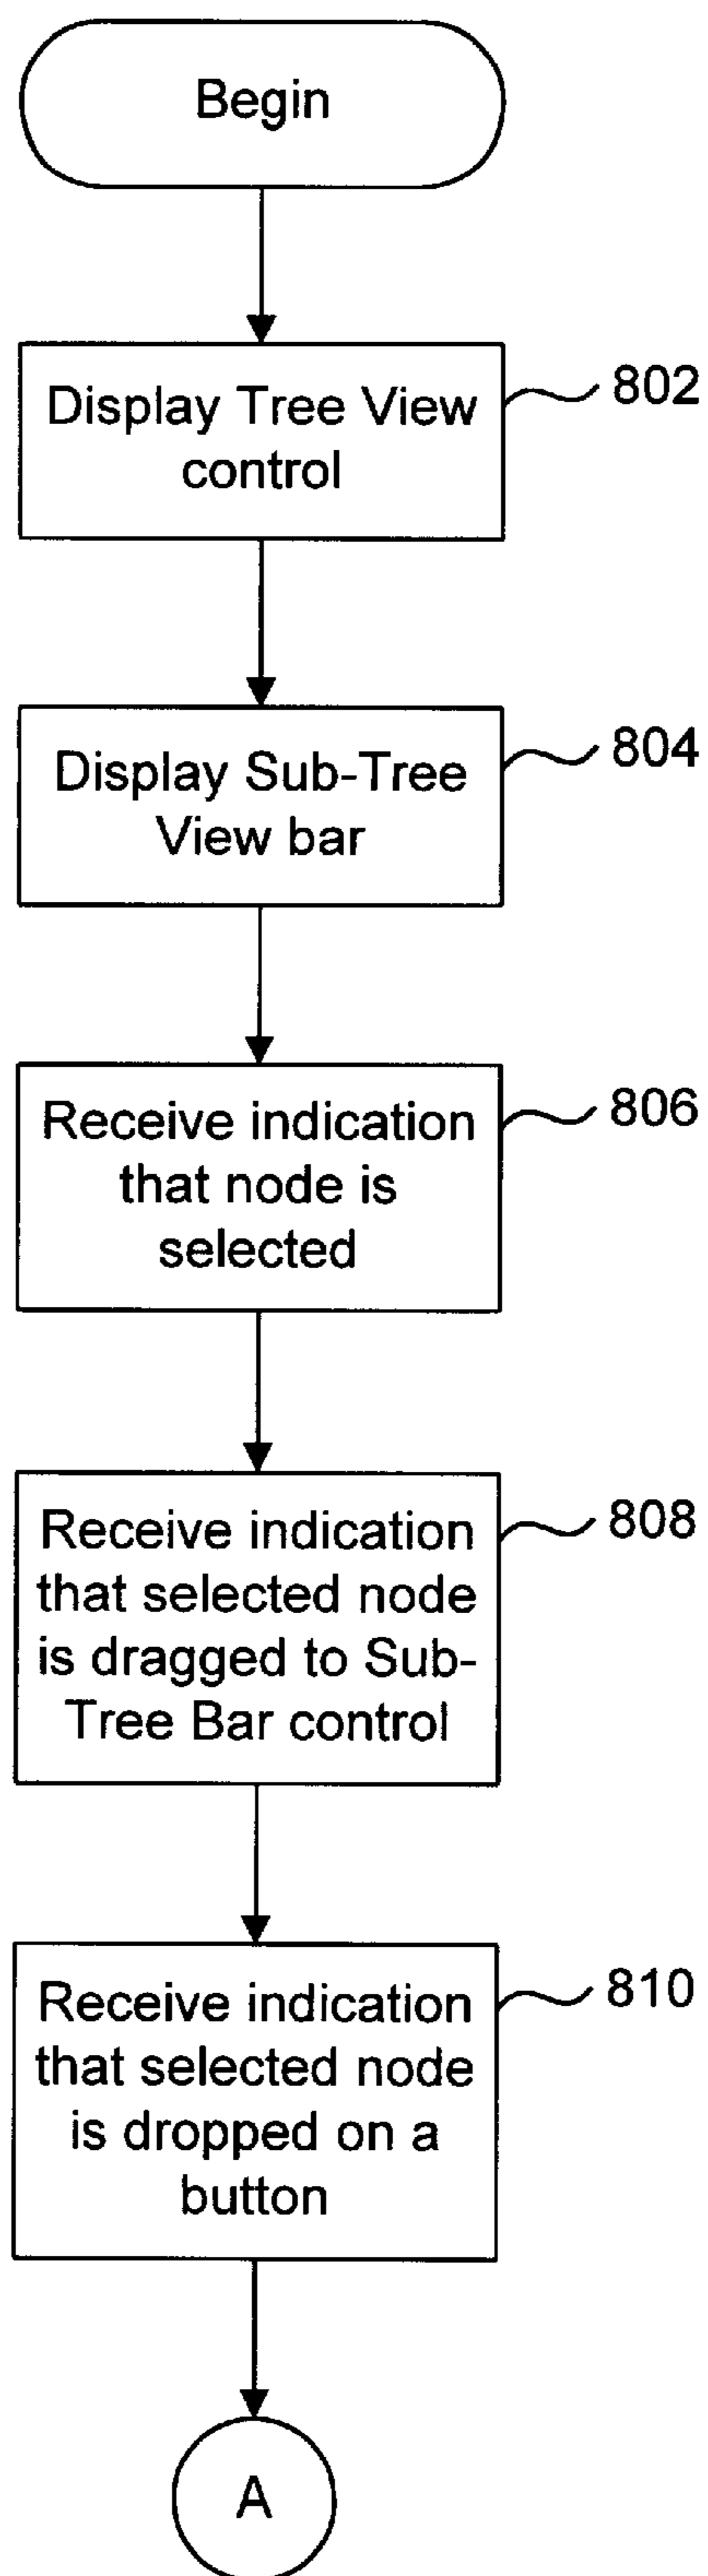 Begin
Display Tree View
control
802
Display Sub-Tree
View bar
804
Receive indication
that node is
selected
806
Receive indication
that selected node
is dragged to Sub-
Tree Bar control
808
Receive indication
that selected node
is dropped on a
button
810
A